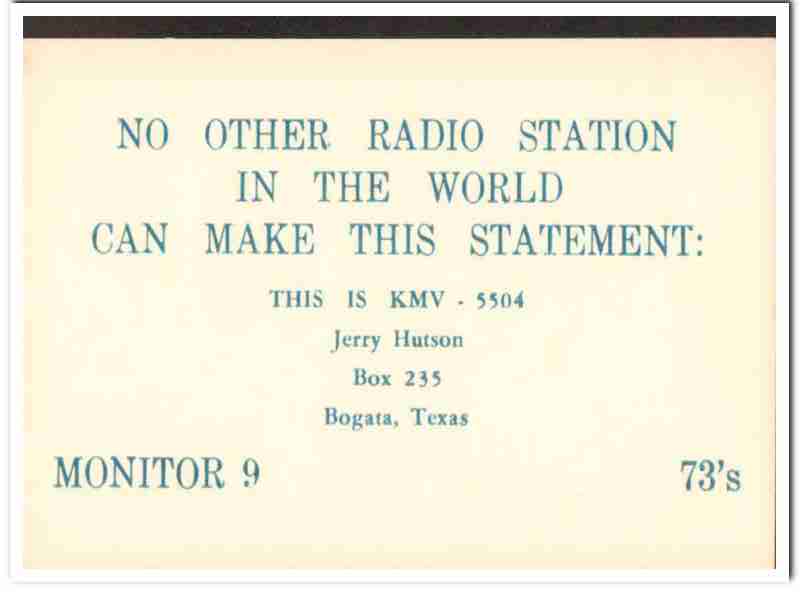 NO OTHER RADIO STATION
IN THE WORLD
CAN MAKE THIS STATEMENT:
THIS IS KMV - 5504
Jerry Hutson
Box 235
Bogata, Texas
MONITOR 9 73's